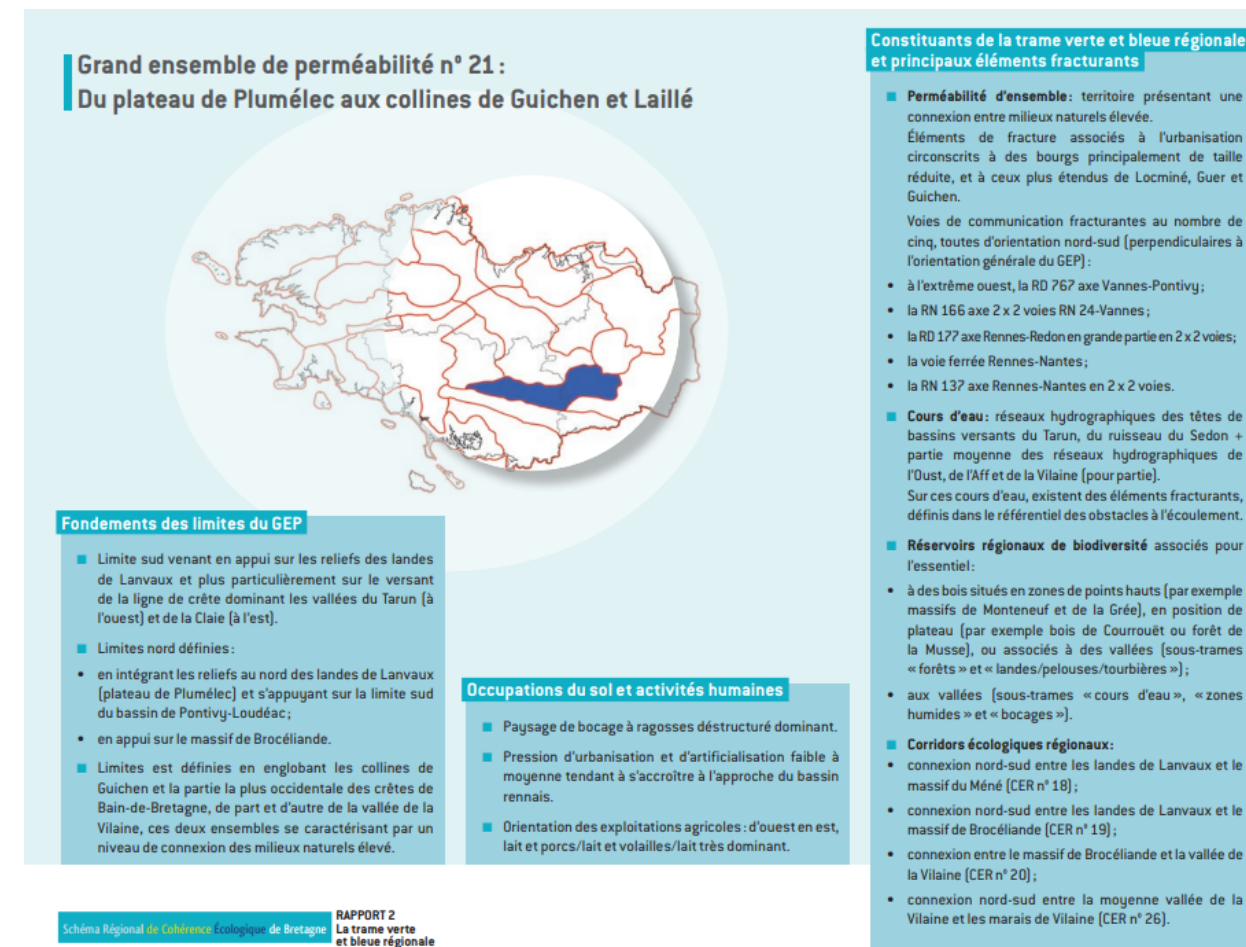 Grand ensemble de perméabilité n° 21 :
Du plateau de Plumélec aux collines de Guichen et Laillé
Fondements des limites du GEP
Limite sud venant en appui sur les reliefs des landes
de Lanvaux et plus particulièrement sur le versant
de la ligne de crête dominant les vallées du Tarun (à
l'ouest) et de la Claie (à l'est).
Limites nord définies :
• en intégrant les reliefs au nord des landes de Lanvaux
(plateau de Plumélec) et s'appuyant sur la limite sud
du bassin de Pontivy-Loudéac ;
• en appui sur le massif de Brocéliande.
Limites est définies en englobant les collines de
Guichen et la partie la plus occidentale des crêtes de
Bain-de-Bretagne, de part et d'autre de la vallée de la
Vilaine, ces deux ensembles se caractérisant par un
niveau de connexion des milieux naturels élevé.
Occupations du sol et activités humaines
Paysage de bocage à ragosses déstructuré dominant.
Pression d'urbanisation et d'artificialisation faible à
moyenne tendant à s'accroître à l'approche du bassin
rennais.
Orientation des exploitations agricoles : d'ouest en est,
lait et porcs/lait et volailles/lait très dominant.
Constituants de la trame verte et bleue régionale
et principaux éléments fracturants
Perméabilité d'ensemble : territoire présentant une
connexion entre milieux naturels élevée.
Éléments de fracture associés à l'urbanisation
circonscrits à des bourgs principalement de taille
réduite, et à ceux plus étendus de Locminé, Guer et
Guichen.
Voies de communication fracturantes au nombre de
cinq, toutes d'orientation nord-sud (perpendiculaires à
l'orientation générale du GEP) :
• à l'extrême ouest, la RD 767 axe Vannes-Pontivy ;
• la RN 166 axe 2 x 2 voies RN 24-Vannes ;
• la RD 177 axe Rennes-Redon en grande partie en 2 x 2 voies;
• la voie ferrée Rennes-Nantes ;
• la RN 137 axe Rennes-Nantes en 2 x 2 voies.
Cours d'eau : réseaux hydrographiques des têtes de
bassins versants du Tarun, du ruisseau du Sedon +
partie moyenne des réseaux hydrographiques de
l'Oust, de l'Aff et de la Vilaine (pour partie).
Sur ces cours d'eau, existent des éléments fracturants,
définis dans le référentiel des obstacles à l'écoulement.
Réservoirs régionaux de biodiversité associés pour
l'essentiel :
• à des bois situés en zones de points hauts (par exemple
massifs de Monteneuf et de la Grée), en position de
plateau (par exemple bois de Courrouët ou forêt de
la Musse), ou associés à des vallées (sous-trames
« forêts » et « landes/pelouses/tourbières ») ;
• aux vallées (sous-trames « cours d'eau », « zones
humides » et « bocages »).
Corridors écologiques régionaux :
• connexion nord-sud entre les landes de Lanvaux et le
massif du Méné (CER n° 18) ;
• connexion nord-sud entre les landes de Lanvaux et le
massif de Brocéliande (CER n° 19) ;
• connexion entre le massif de Brocéliande et la vallée de
la Vilaine (CER n° 20) ;
• connexion nord-sud entre la moyenne vallée de la
Vilaine et les marais de Vilaine (CER n° 26).
Schéma Régional de Cohérence Écologique de Bretagne
RAPPORT 2
La trame verte
et bleue régionale